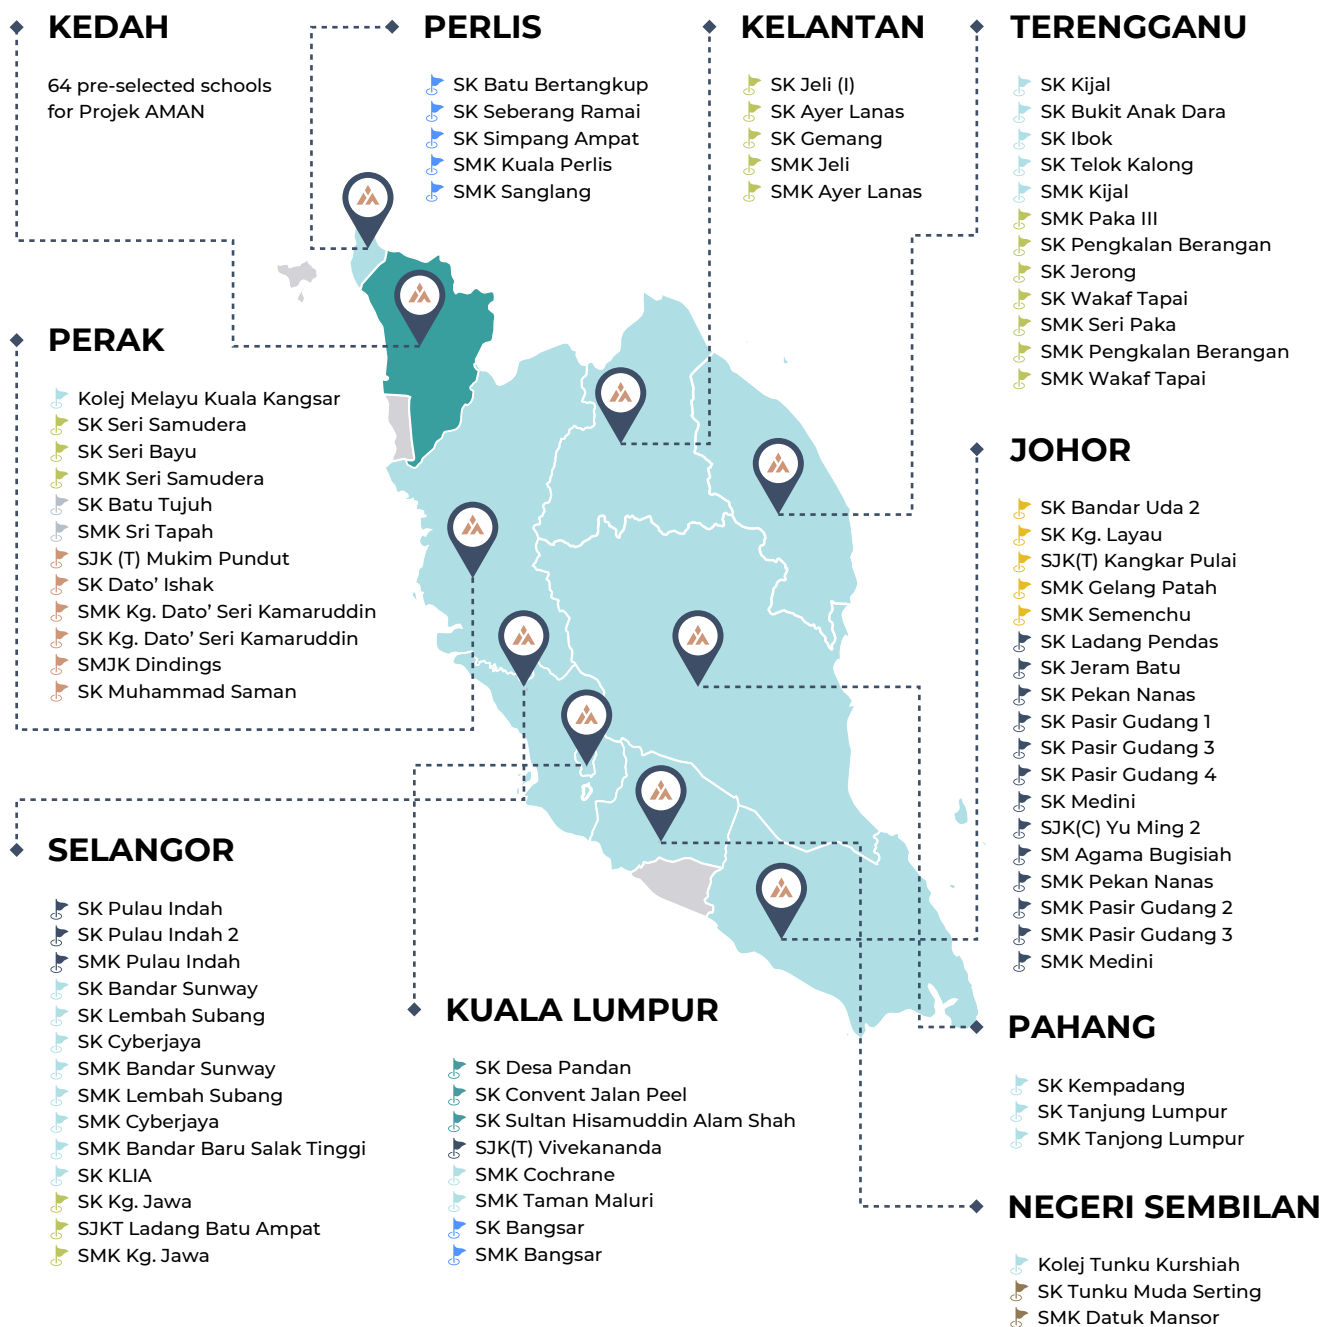 KEDAH
64 pre-selected schools
for Projek AMAN
PERLIS
SK Batu Bertangkup
SK Seberang Ramai
SK Simpang Ampat
SMK Kuala Perlis
SMK Sanglang
KELANTAN
SK Jeli (I)
SK Ayer Lanas
SK Gemang
SMK Jeli
SMK Ayer Lanas
TERENGGANU
SK Kijal
SK Bukit Anak Dara
SK Ibok
SK Telok Kalong
SMK Kijal
SMK Paka III
SK Pengkalan Berangan
SK Jerong
SK Wakaf Tapai
SMK Seri Paka
SMK Pengkalan Berangan
SMK Wakaf Tapai
PERAK
Kolej Melayu Kuala Kangsar
SK Seri Samudera
SK Seri Bayu
SMK Seri Samudera
SK Batu Tujuh
SMK Sri Tapah
SJK (T) Mukim Pundut
SK Dato’ Ishak
SMK Kg. Dato’ Seri Kamaruddin
SK Kg. Dato’ Seri Kamaruddin
SMJK Dindings
SK Muhammad Saman
JOHOR
SK Bandar Uda 2
SK Kg. Layau
SJK(T) Kangkar Pulai
SMK Gelang Patah
SMK Semenchu
SK Ladang Pendas
SK Jeram Batu
SK Pekan Nanas
SK Pasir Gudang 1
SK Pasir Gudang 3
SK Pasir Gudang 4
SK Medini
SJK(C) Yu Ming 2
SM Agama Bugisiah
SMK Pekan Nanas
SMK Pasir Gudang 2
SMK Pasir Gudang 3
SMK Medini
SELANGOR
SK Pulau Indah
SK Pulau Indah 2
SMK Pulau Indah
SK Bandar Sunway
SK Lembah Subang
SK Cyberjaya
SMK Bandar Sunway
SMK Lembah Subang
SMK Cyberjaya
SMK Bandar Baru Salak Tinggi
SK KLIA
SK Kg. Jawa
SJKT Ladang Batu Ampat
SMK Kg. Jawa
KUALA LUMPUR
SK Desa Pandan
SK Convent Jalan Peel
SK Sultan Hisamuddin Alam Shah
SJK(T) Vivekananda
SMK Cochrane
SMK Taman Maluri
SK Bangsar
SMK Bangsar
PAHANG
SK Kempadang
SK Tanjung Lumpur
SMK Tanjong Lumpur
NEGERI SEMBILAN
Kolej Tunku Kurshiah
SK Tunku Muda Serting
SMK Datuk Mansor